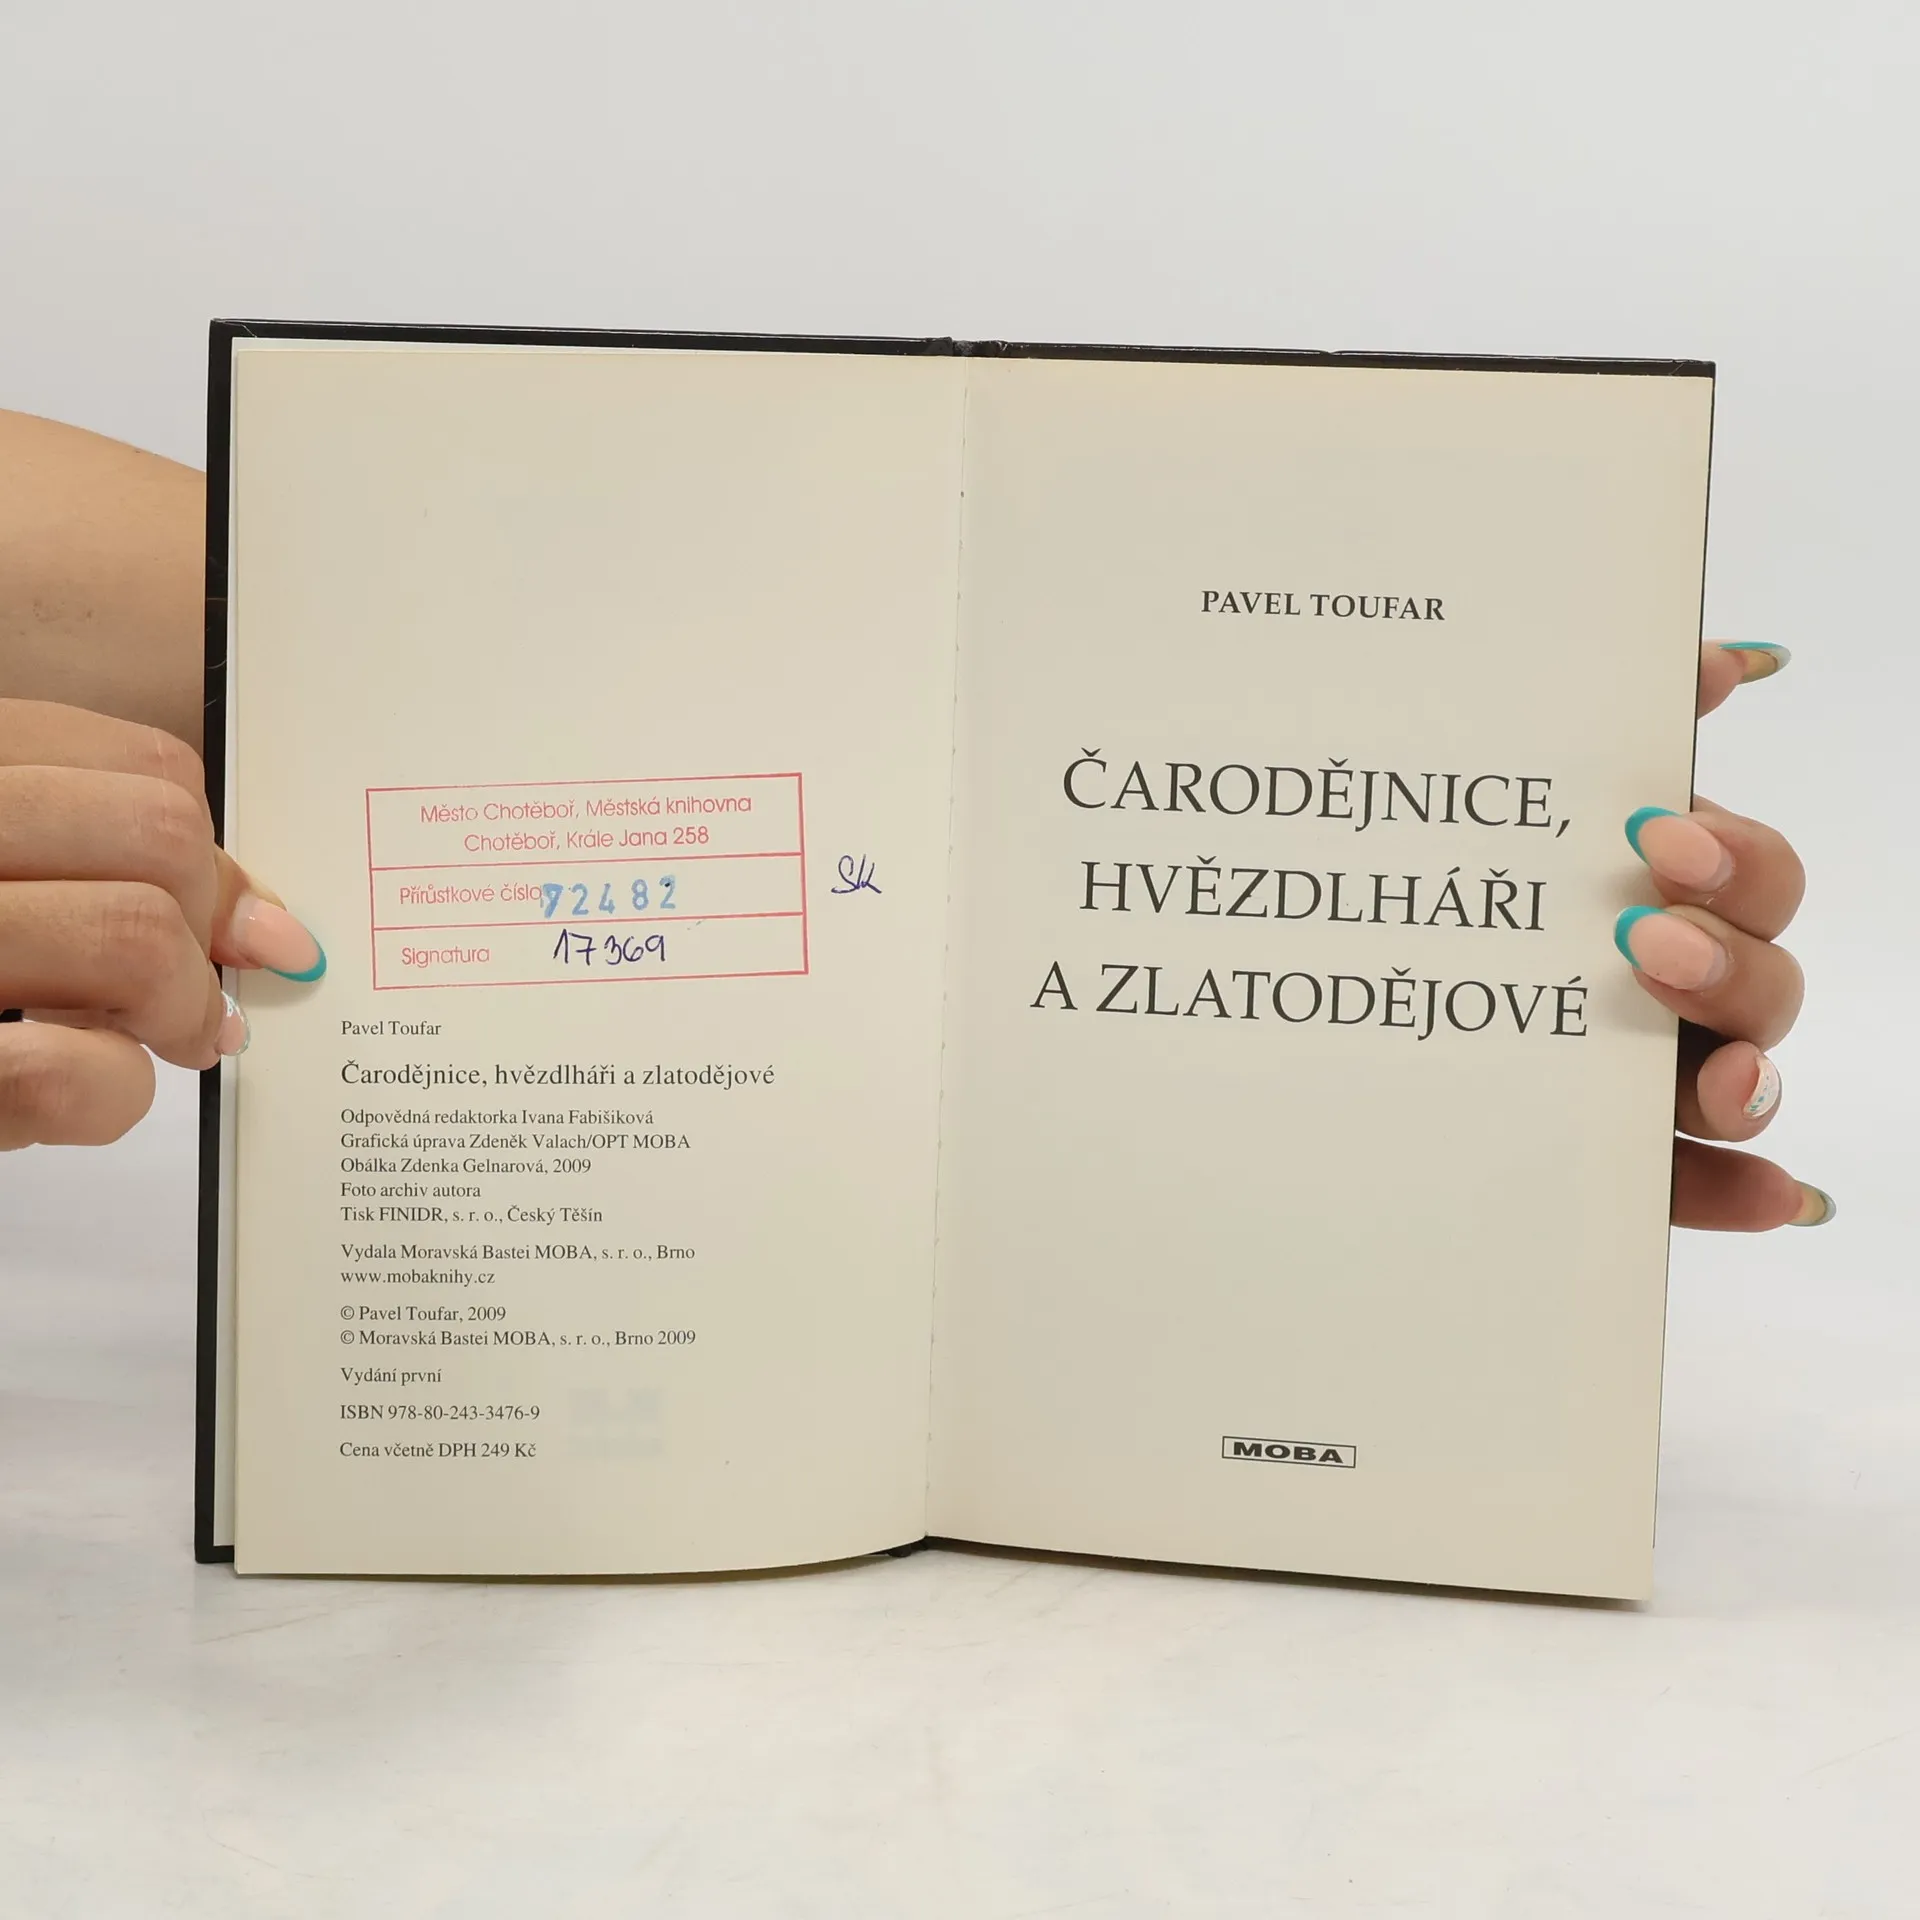 Město Chotěboř, Městská knihovna
Chotěboř, Krále Jana 258
Přírůstkové číslo 72482
Signatura 17369
SK
Pavel Toufar
Čarodějnice, hvězdlháři a zlatodějové
Odpovědná redaktorka Ivana Fabišiková
Grafická úprava Zdeněk Valach/OPT MOBA
Obálka Zdenka Gelnarová, 2009
Foto archiv autora
Tisk FINIDR, s. r. o., Český Těšín
Vydala Moravská Bastei MOBA, s. r. o., Brno
www.mobaknihy.cz
© Pavel Toufar, 2009
© Moravská Bastei MOBA, s. r. o., Brno 2009
Vydání první
ISBN 978-80-243-3476-9
Cena včetně DPH 249 Kč
PAVEL TOUFAR
ČARODĚJNICE,
HVĚZDLHÁŘI
A ZLATODĚJOVÉ
MOBA